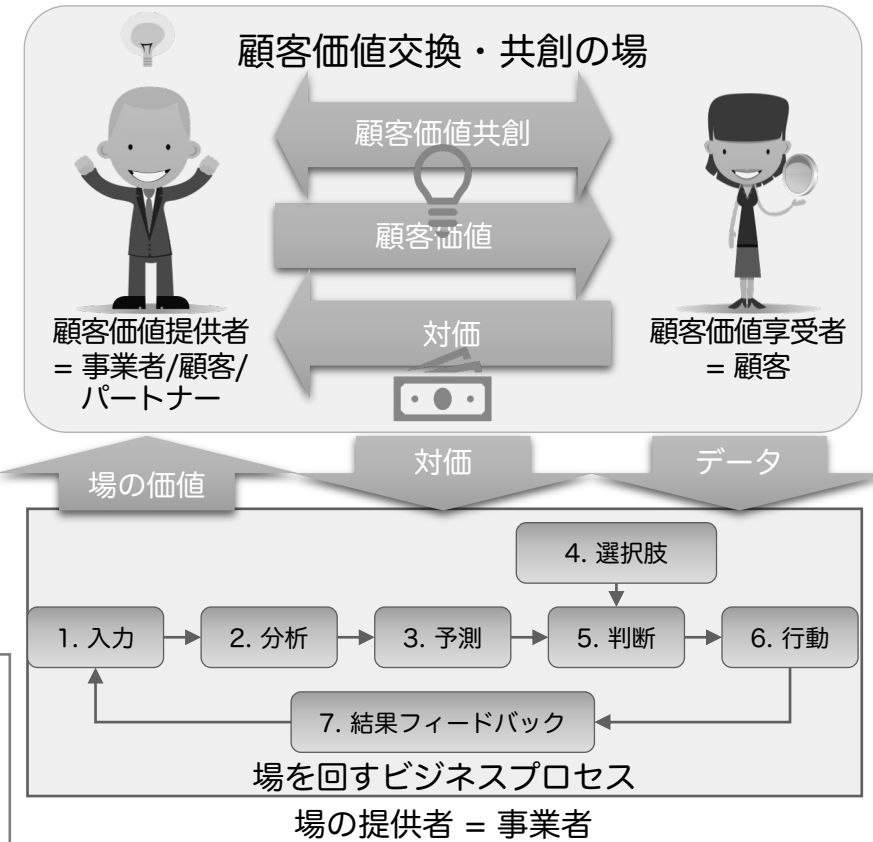 顧客価値交換・共創の場
顧客価値共創
顧客価値
対価
顧客価値提供者
= 事業者/顧客/
パートナー
顧客価値享受者
= 顧客
場の価値
対価
データ
4. 選択肢
1. 入力
2. 分析
3. 予測
5. 判断
6. 行動
7. 結果フィードバック
場を回すビジネスプロセス
場の提供者 = 事業者